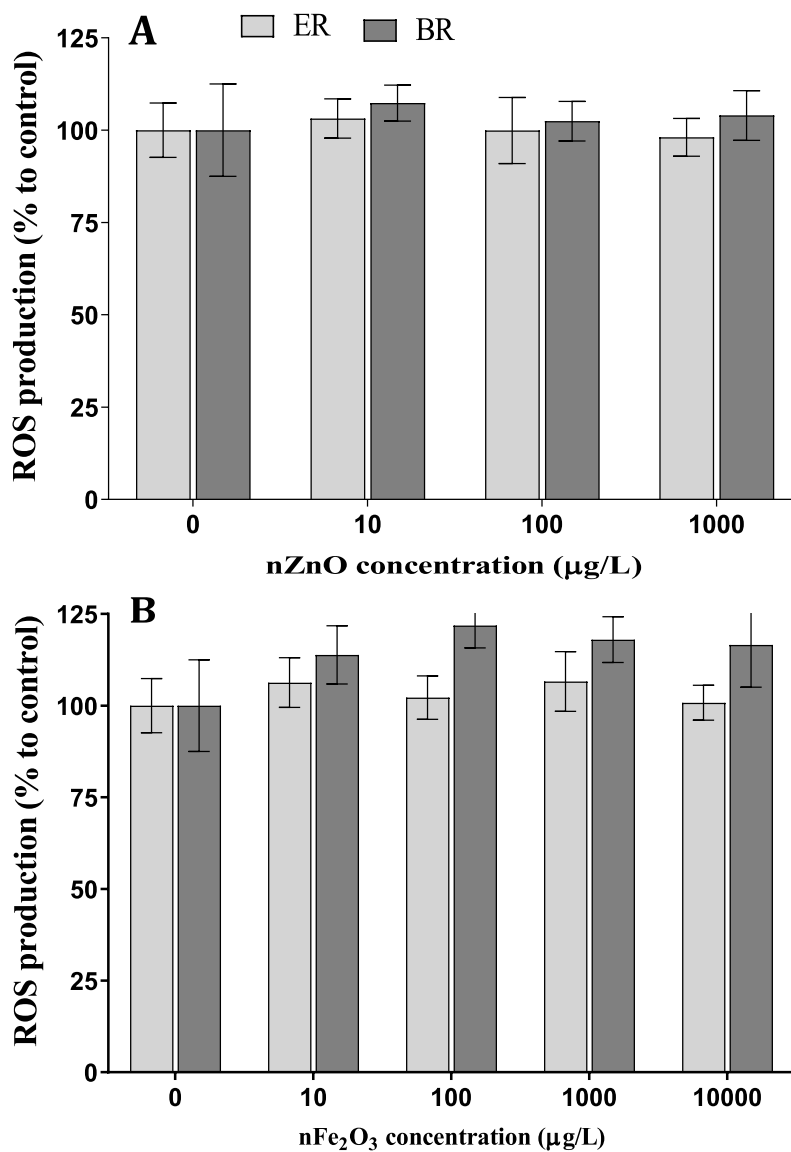 A
ER
BR
ROS production (% to control)
125
100
75
50
25
0
0
10
100
1000
nZnO concentration (μg/L)
B
ROS production (% to control)
125
100
75
50
25
0
0
10
100
1000
10000
nFe₂O₃ concentration (μg/L)